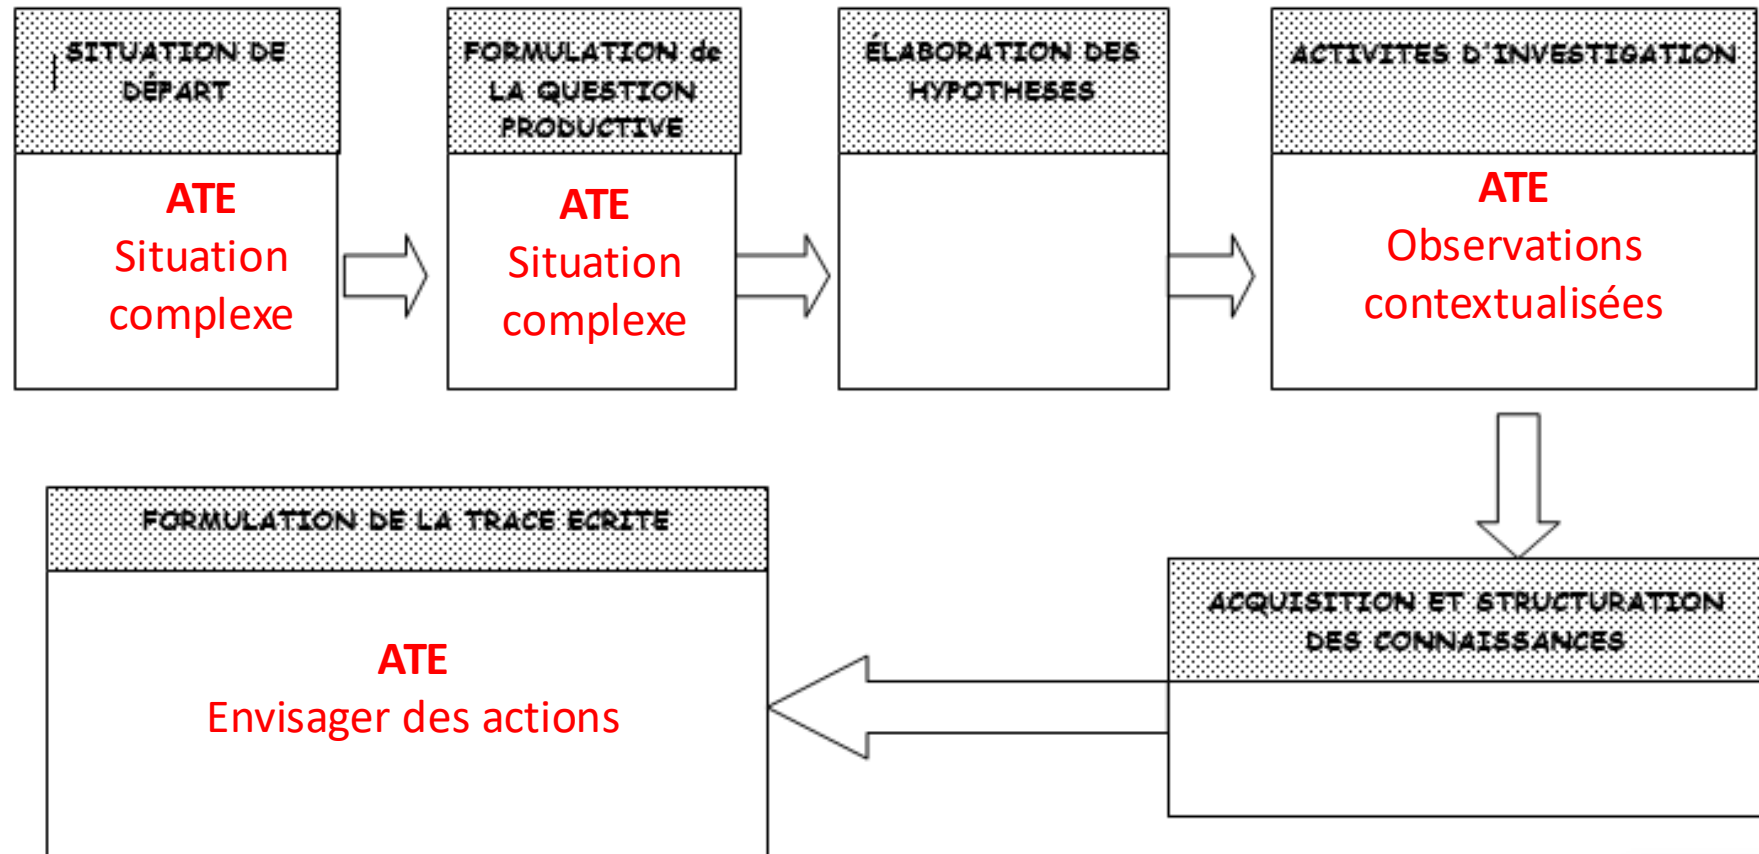 SITUATION DE
DÉPART
ATE
Situation
complexe
FORMULATION de
LA QUESTION
PRODUCTIVE
ATE
Situation
complexe
ÉLABORATION DES
HYPOTHESES
ACTIVITES D'INVESTIGATION
ATE
Observations
contextualisées
ACQUISITION ET STRUCTURATION
DES CONNAISSANCES
FORMULATION DE LA TRACE ECRITE
ATE
Envisager des actions